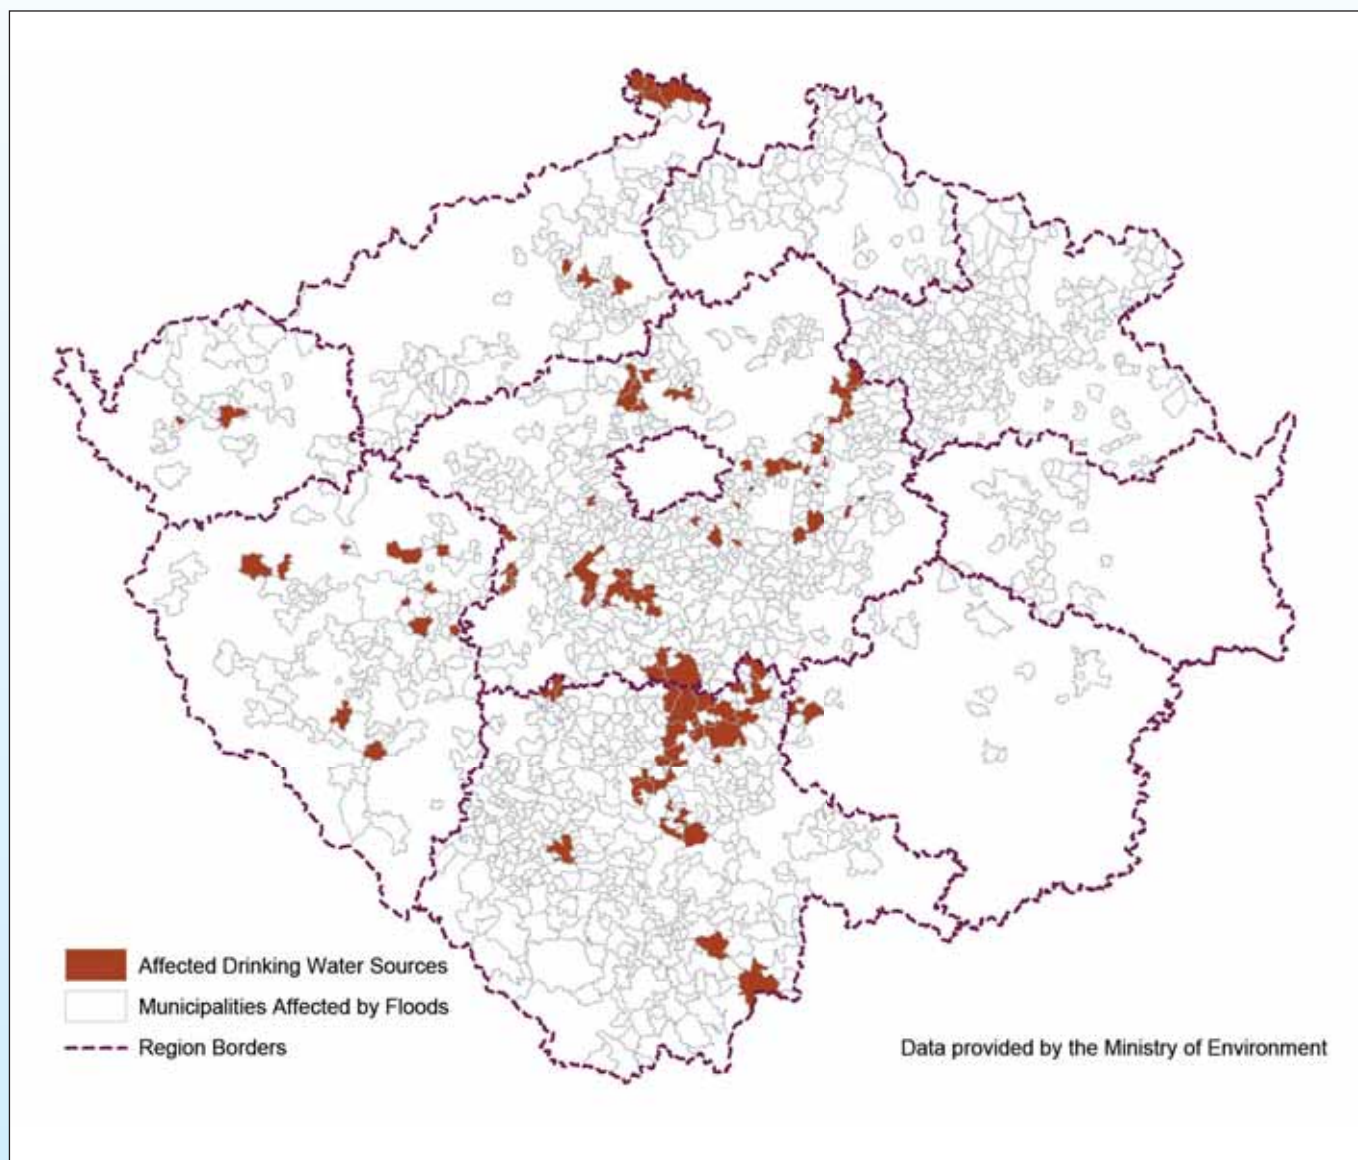 Affected Drinking Water Sources
Municipalities Affected by Floods
Region Borders
Data provided by the Ministry of Environment